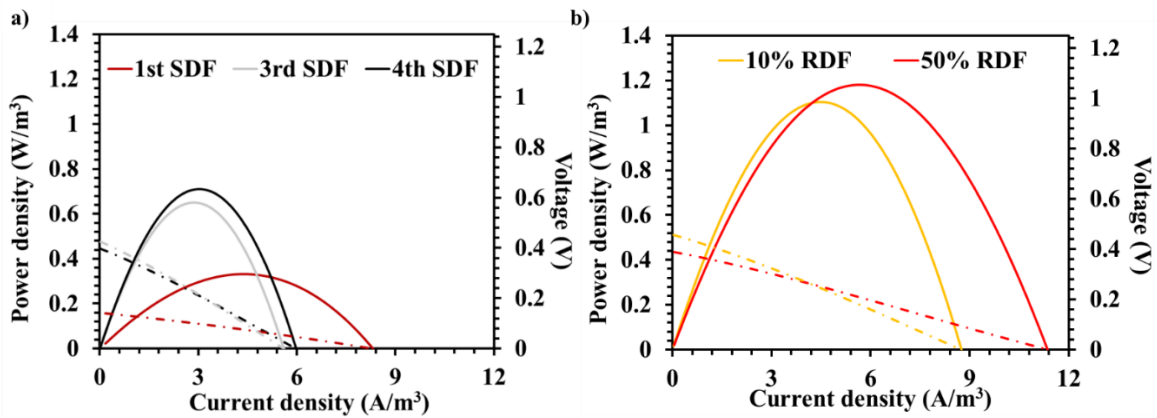 a)
1st SDF 3rd SDF 4th SDF
Power density (W/m³)
1.4
1.2
1
0.8
0.6
0.4
0.2
0
0 3 6 9 12
Current density (A/m³)
1.2
1
0.8
0.6
0.4
0.2
0
Voltage (V)
b)
10% RDF 50% RDF
Power density (W/m³)
1.4
1.2
1
0.8
0.6
0.4
0.2
0
0 3 6 9 12
Current density (A/m³)
1.2
1
0.8
0.6
0.4
0.2
0
Voltage (V)